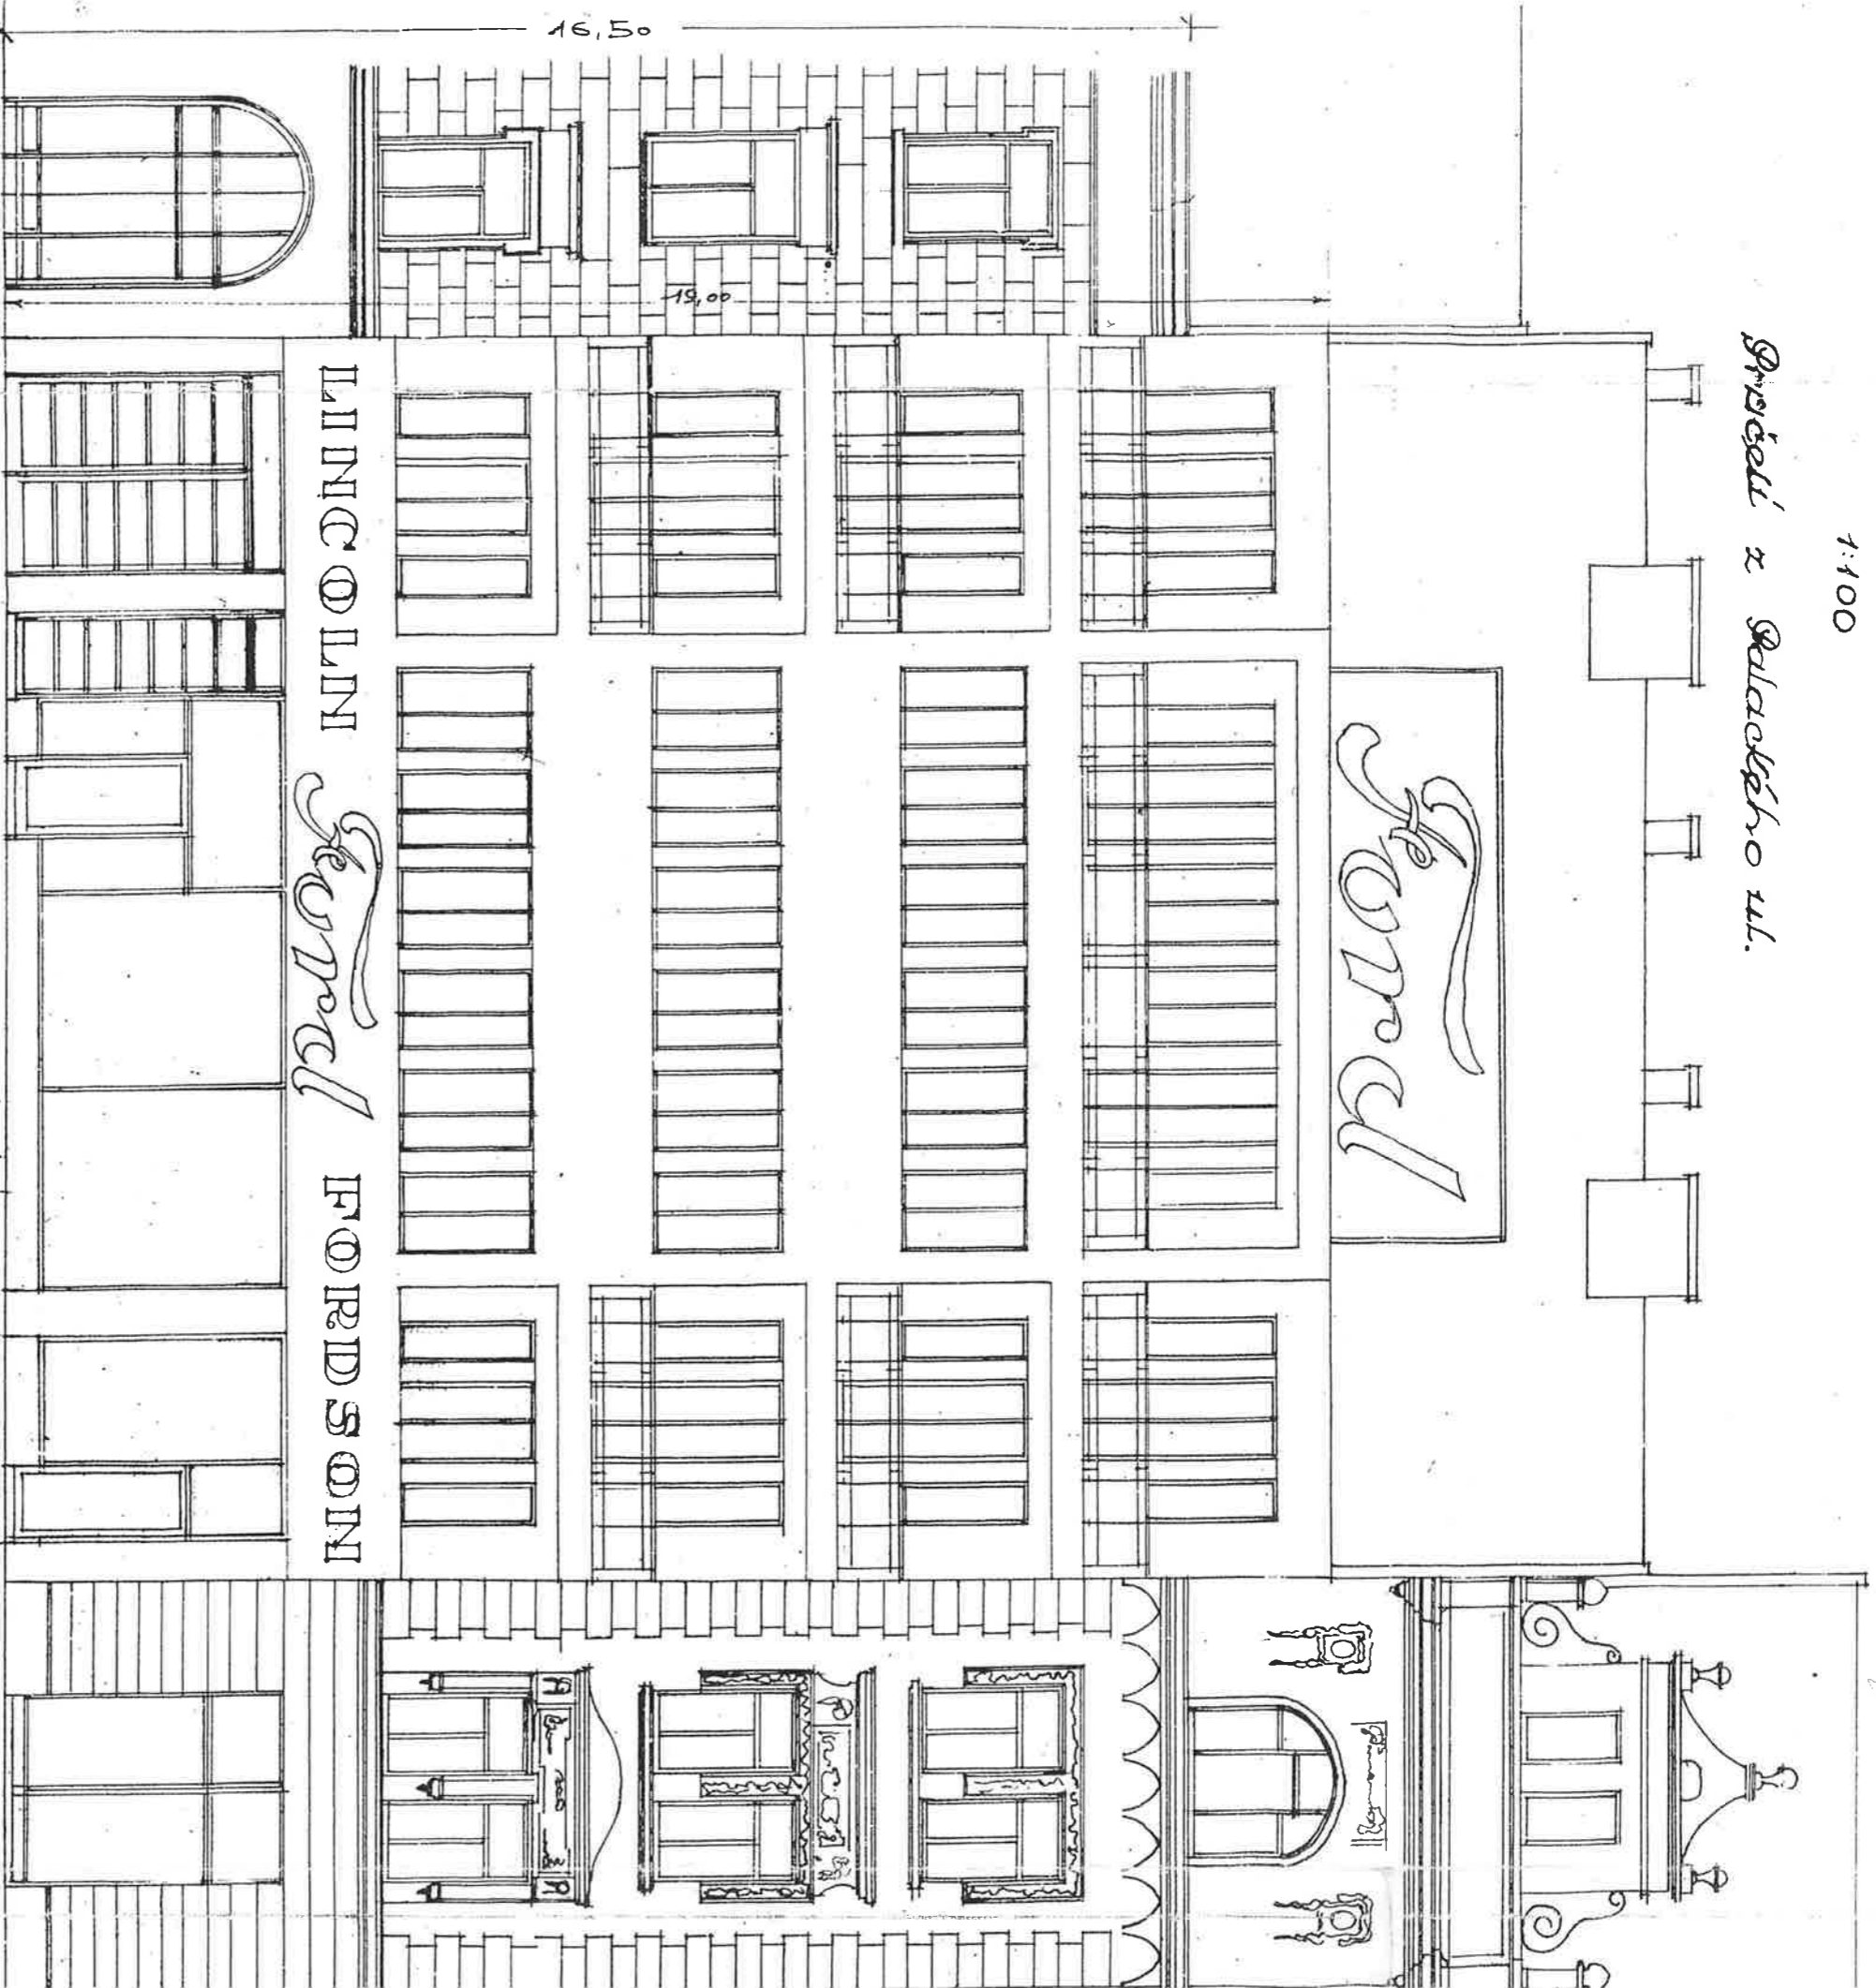 1:100
Průčelí z Palackého ul.
Ford
LINCOLN Ford FORDSON
16,50
19,00